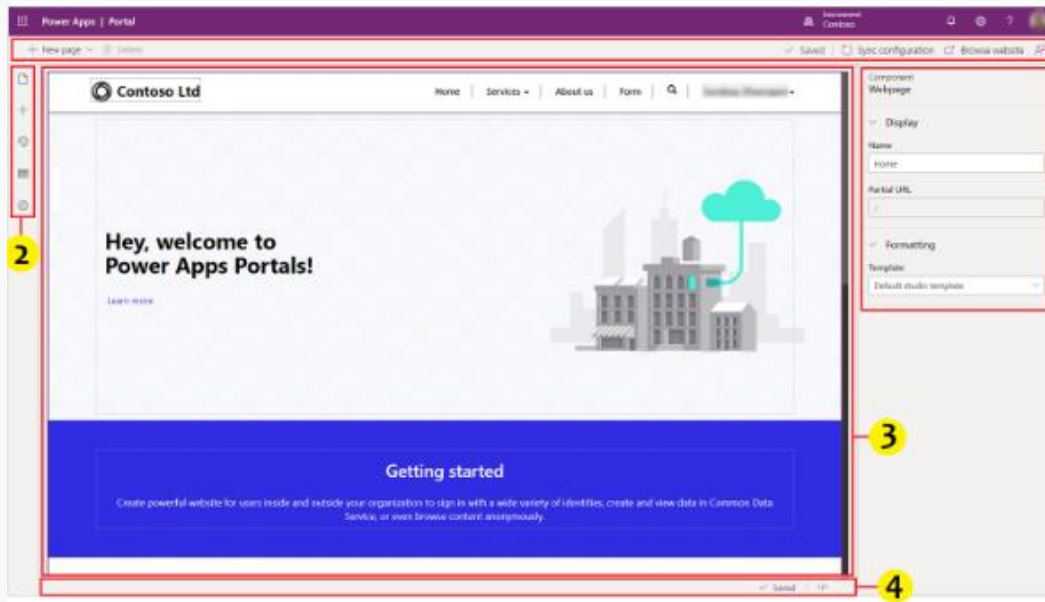 Power Apps | Portal
Environment
Contoso
?
+ New page
Delete
Saved
Sync configuration
Browse website
Contoso Ltd
Home | Services | About us | Form |
Component
Webpage
Display
Name
Home
Partial URL
/
Formatting
Template
Default studio template
2
Hey, welcome to
Power Apps Portals!
Learn more
3
Getting started
Create powerful website for users inside and outside your organization to sign in with a wide variety of identities, create and view data in Common Data
Service, or even browse content anonymously.
Saved
4